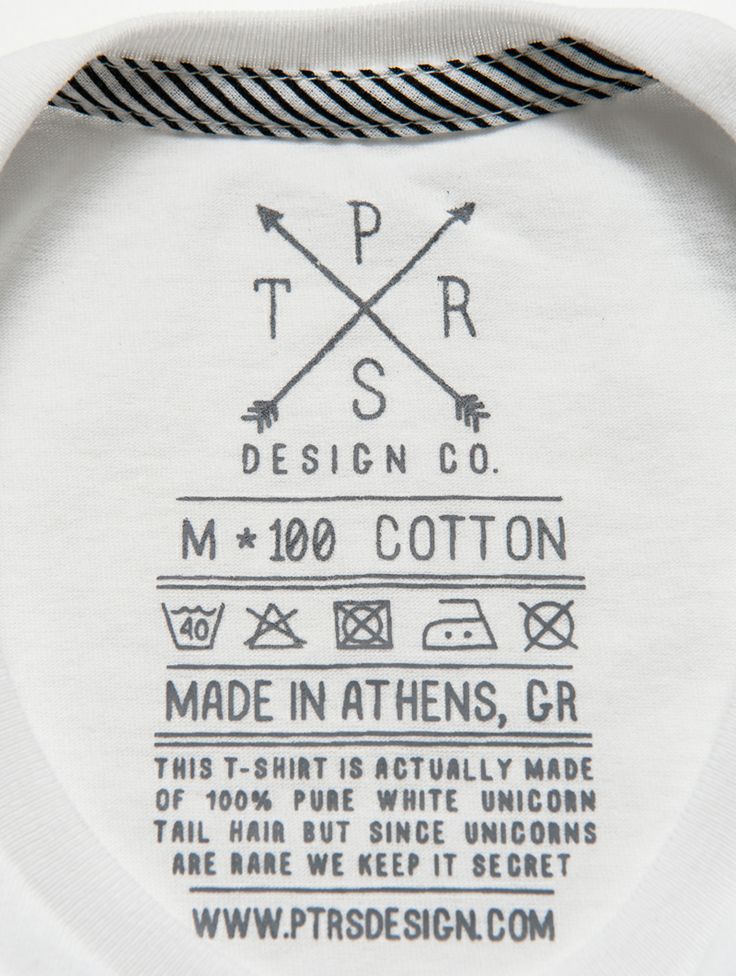 P
T R
S
DESIGN CO.
M * 100 COTTON
40
MADE IN ATHENS, GR
THIS T-SHIRT IS ACTUALLY MADE
OF 100% PURE WHITE UNICORN
TAIL HAIR BUT SINCE UNICORNS
ARE RARE WE KEEP IT SECRET
WWW.PTRSDESIGN.COM